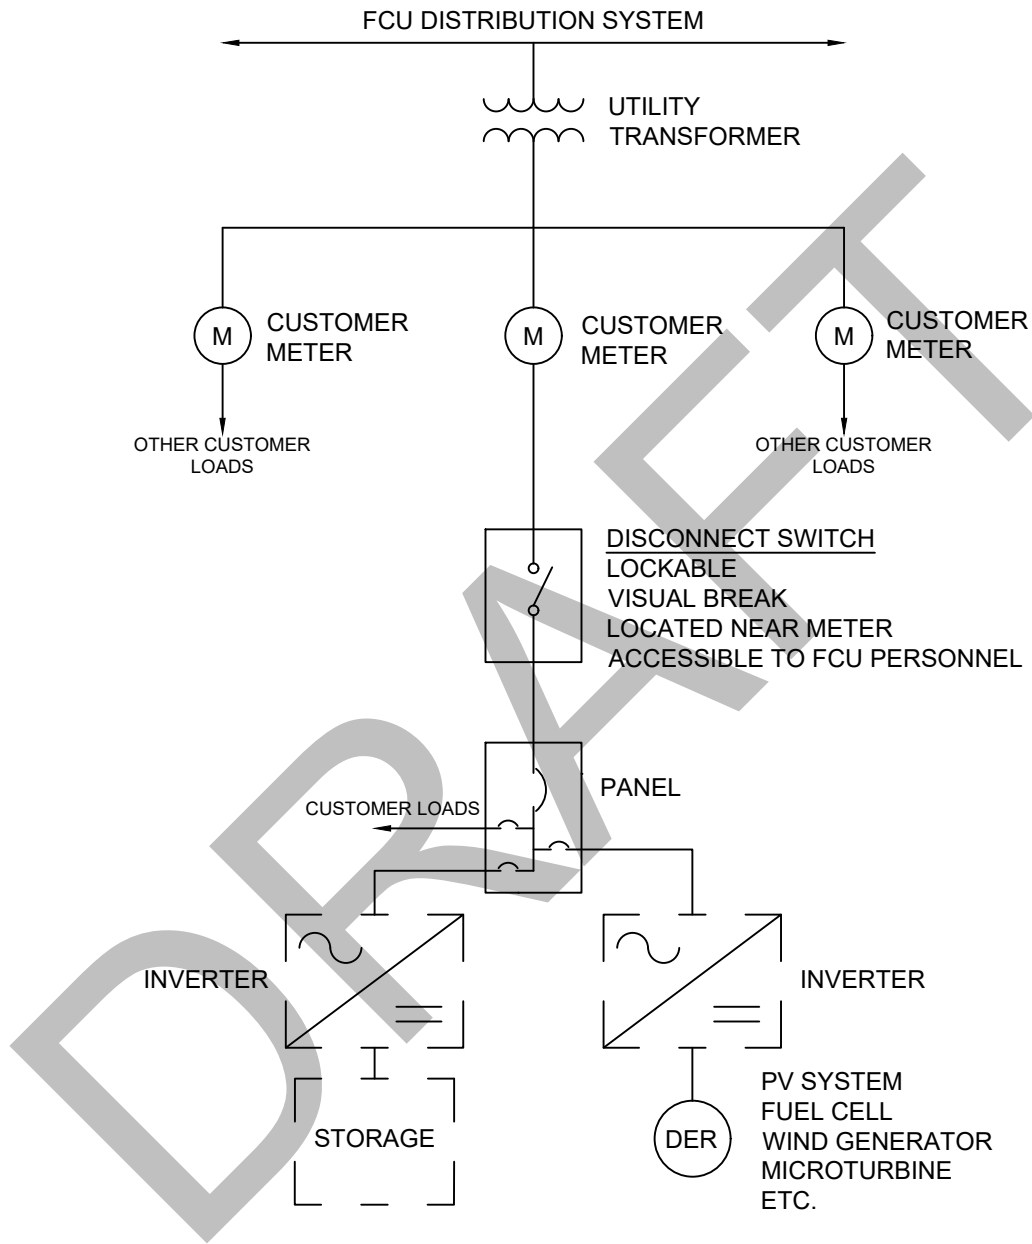 FCU DISTRIBUTION SYSTEM
UTILITY
TRANSFORMER
M
CUSTOMER
METER
M
CUSTOMER
METER
M
CUSTOMER
METER
OTHER CUSTOMER
LOADS
OTHER CUSTOMER
LOADS
DISCONNECT SWITCH
LOCKABLE
VISUAL BREAK
LOCATED NEAR METER
ACCESSIBLE TO FCU PERSONNEL
PANEL
CUSTOMER LOADS
INVERTER
INVERTER
STORAGE
DER
PV SYSTEM
FUEL CELL
WIND GENERATOR
MICROTURBINE
ETC.
DRAFT